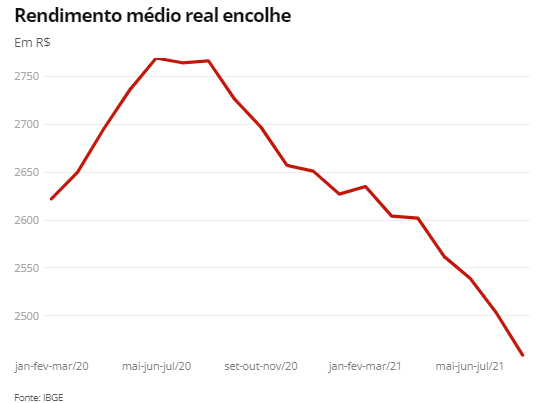 Rendimento médio real encolhe
Em R$
2750
2700
2650
2600
2550
2500
jan-fev-mar/20 mai-jun-jul/20 set-out-nov/20 jan-fev-mar/21 mai-jun-jul/21
Fonte: IBGE